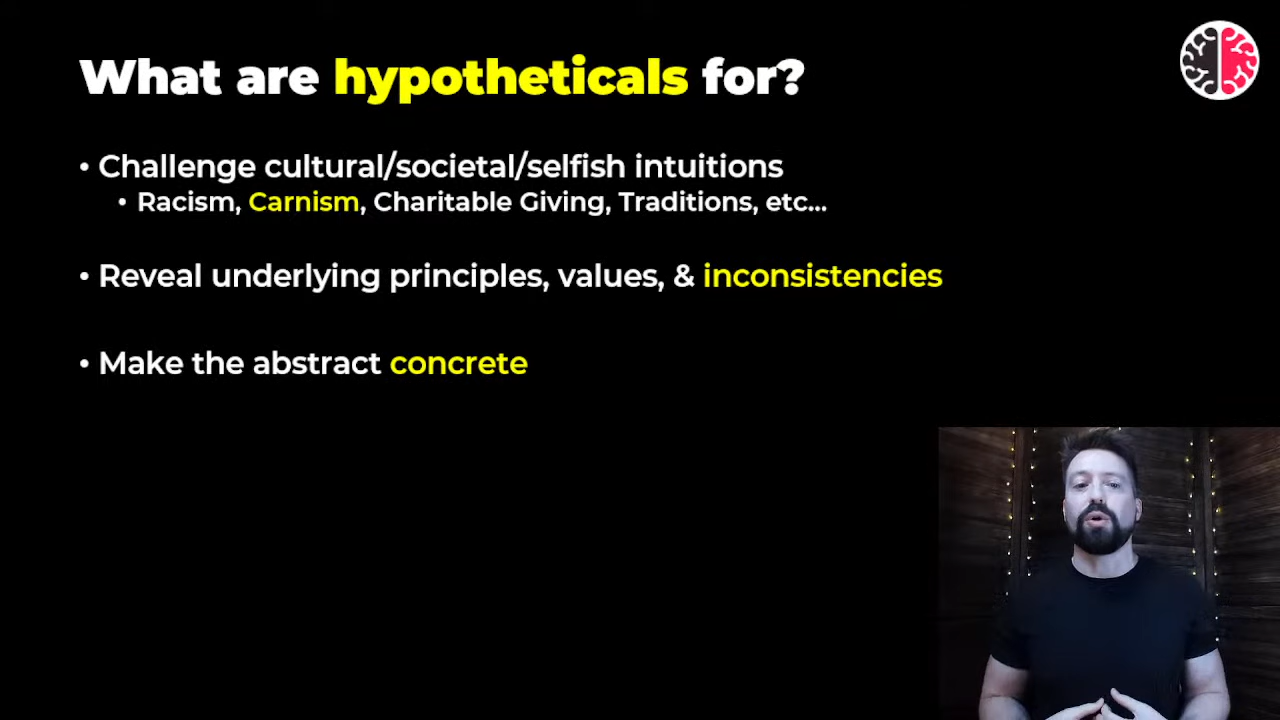 What are hypotheticals for?
• Challenge cultural/societal/selfish intuitions
• Racism, Carnism, Charitable Giving, Traditions, etc...
• Reveal underlying principles, values, & inconsistencies
• Make the abstract concrete